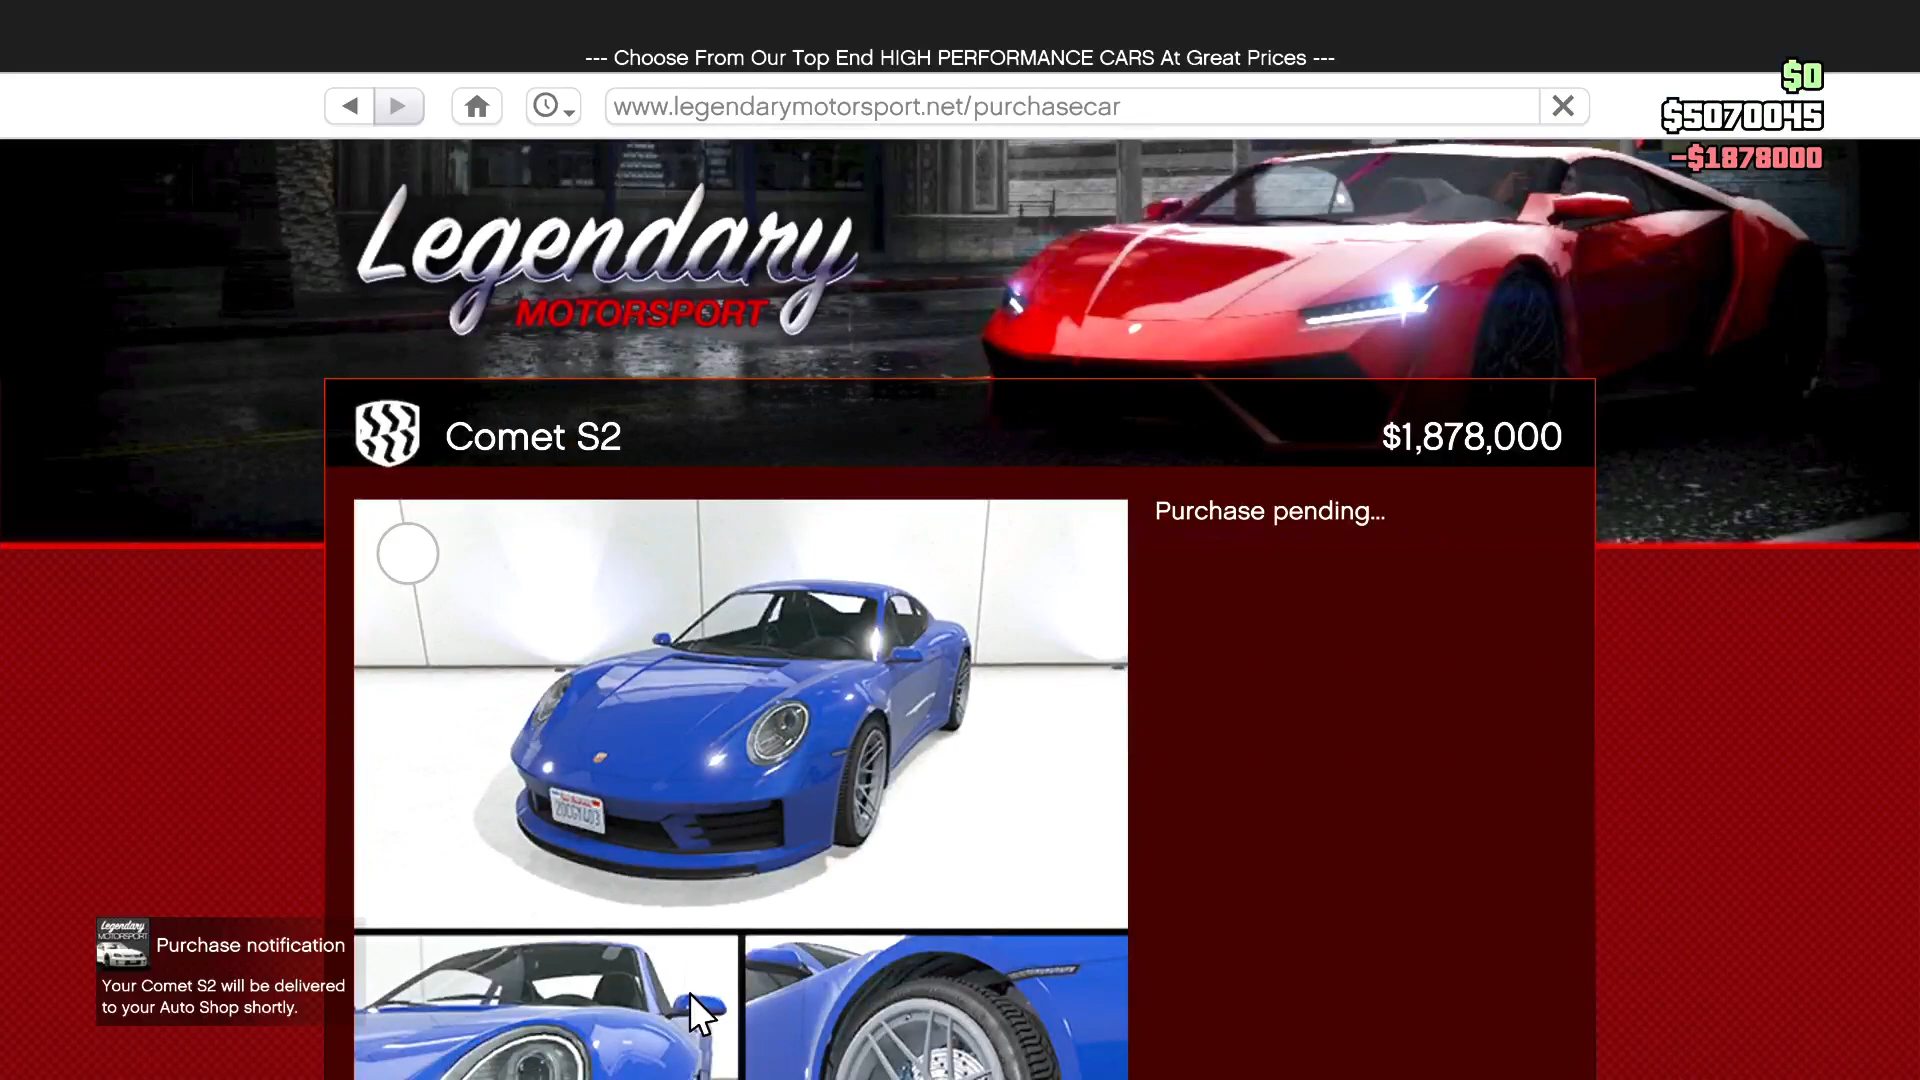 --- Choose From Our Top End HIGH PERFORMANCE CARS At Great Prices ---
$0
www.legendarymotorsport.net/purchasecar
$5070045
-$1878000
Legendary
MOTORSPORT
Comet S2
$1,878,000
Purchase pending...
Legendary
MOTORSPORT
Purchase notification
Your Comet S2 will be delivered
to your Auto Shop shortly.